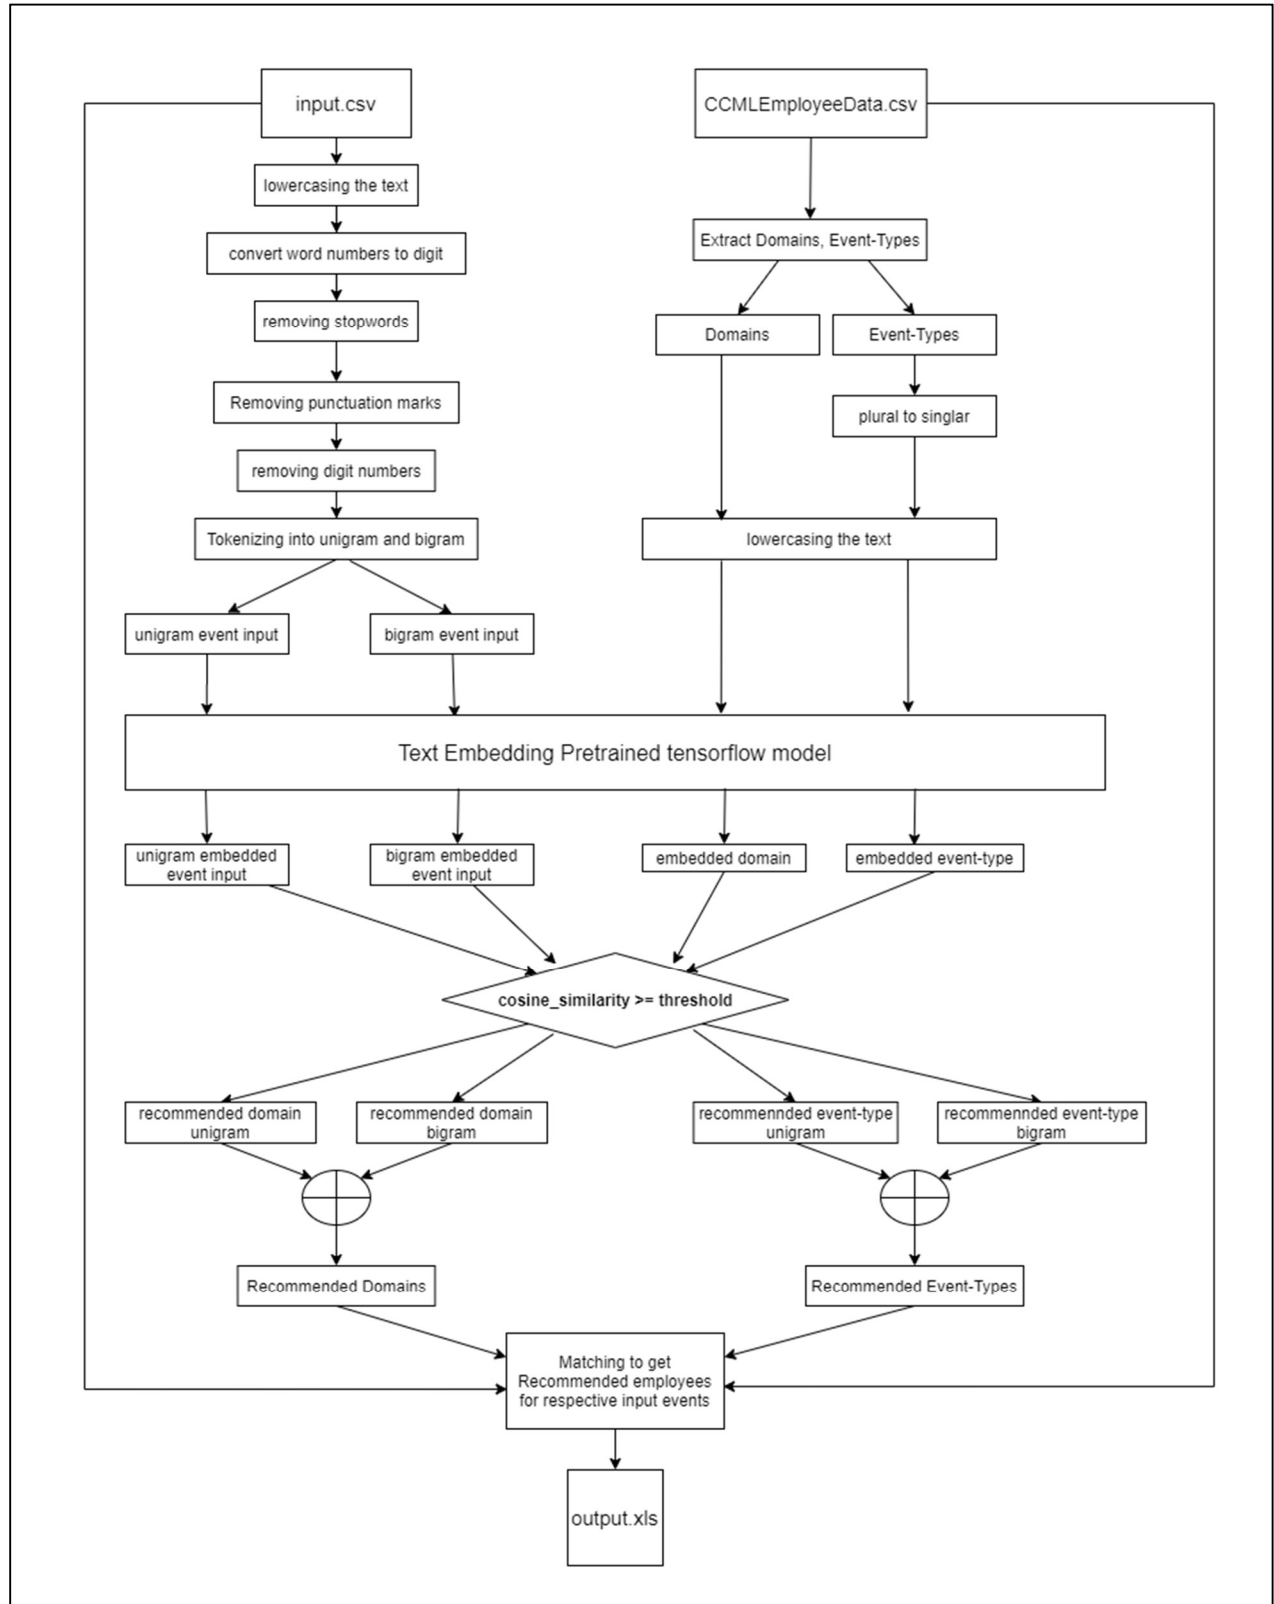 input.csv
CCMLEmployeeData.csv
lowercasing the text
convert word numbers to digit
Extract Domains, Event-Types
removing stopwords
Domains
Event-Types
Removing punctuation marks
plural to singlar
removing digit numbers
Tokenizing into unigram and bigram
lowercasing the text
unigram event input
bigram event input
Text Embedding Pretrained tensorflow model
unigram embedded
event input
bigram embedded
event input
embedded domain
embedded event-type
cosine_similarity >= threshold
recommended domain
unigram
recommended domain
bigram
recommennded event-type
unigram
recommennded event-type
bigram
Recommended Domains
Recommended Event-Types
Matching to get
Recommended employees
for respective input events
output.xls